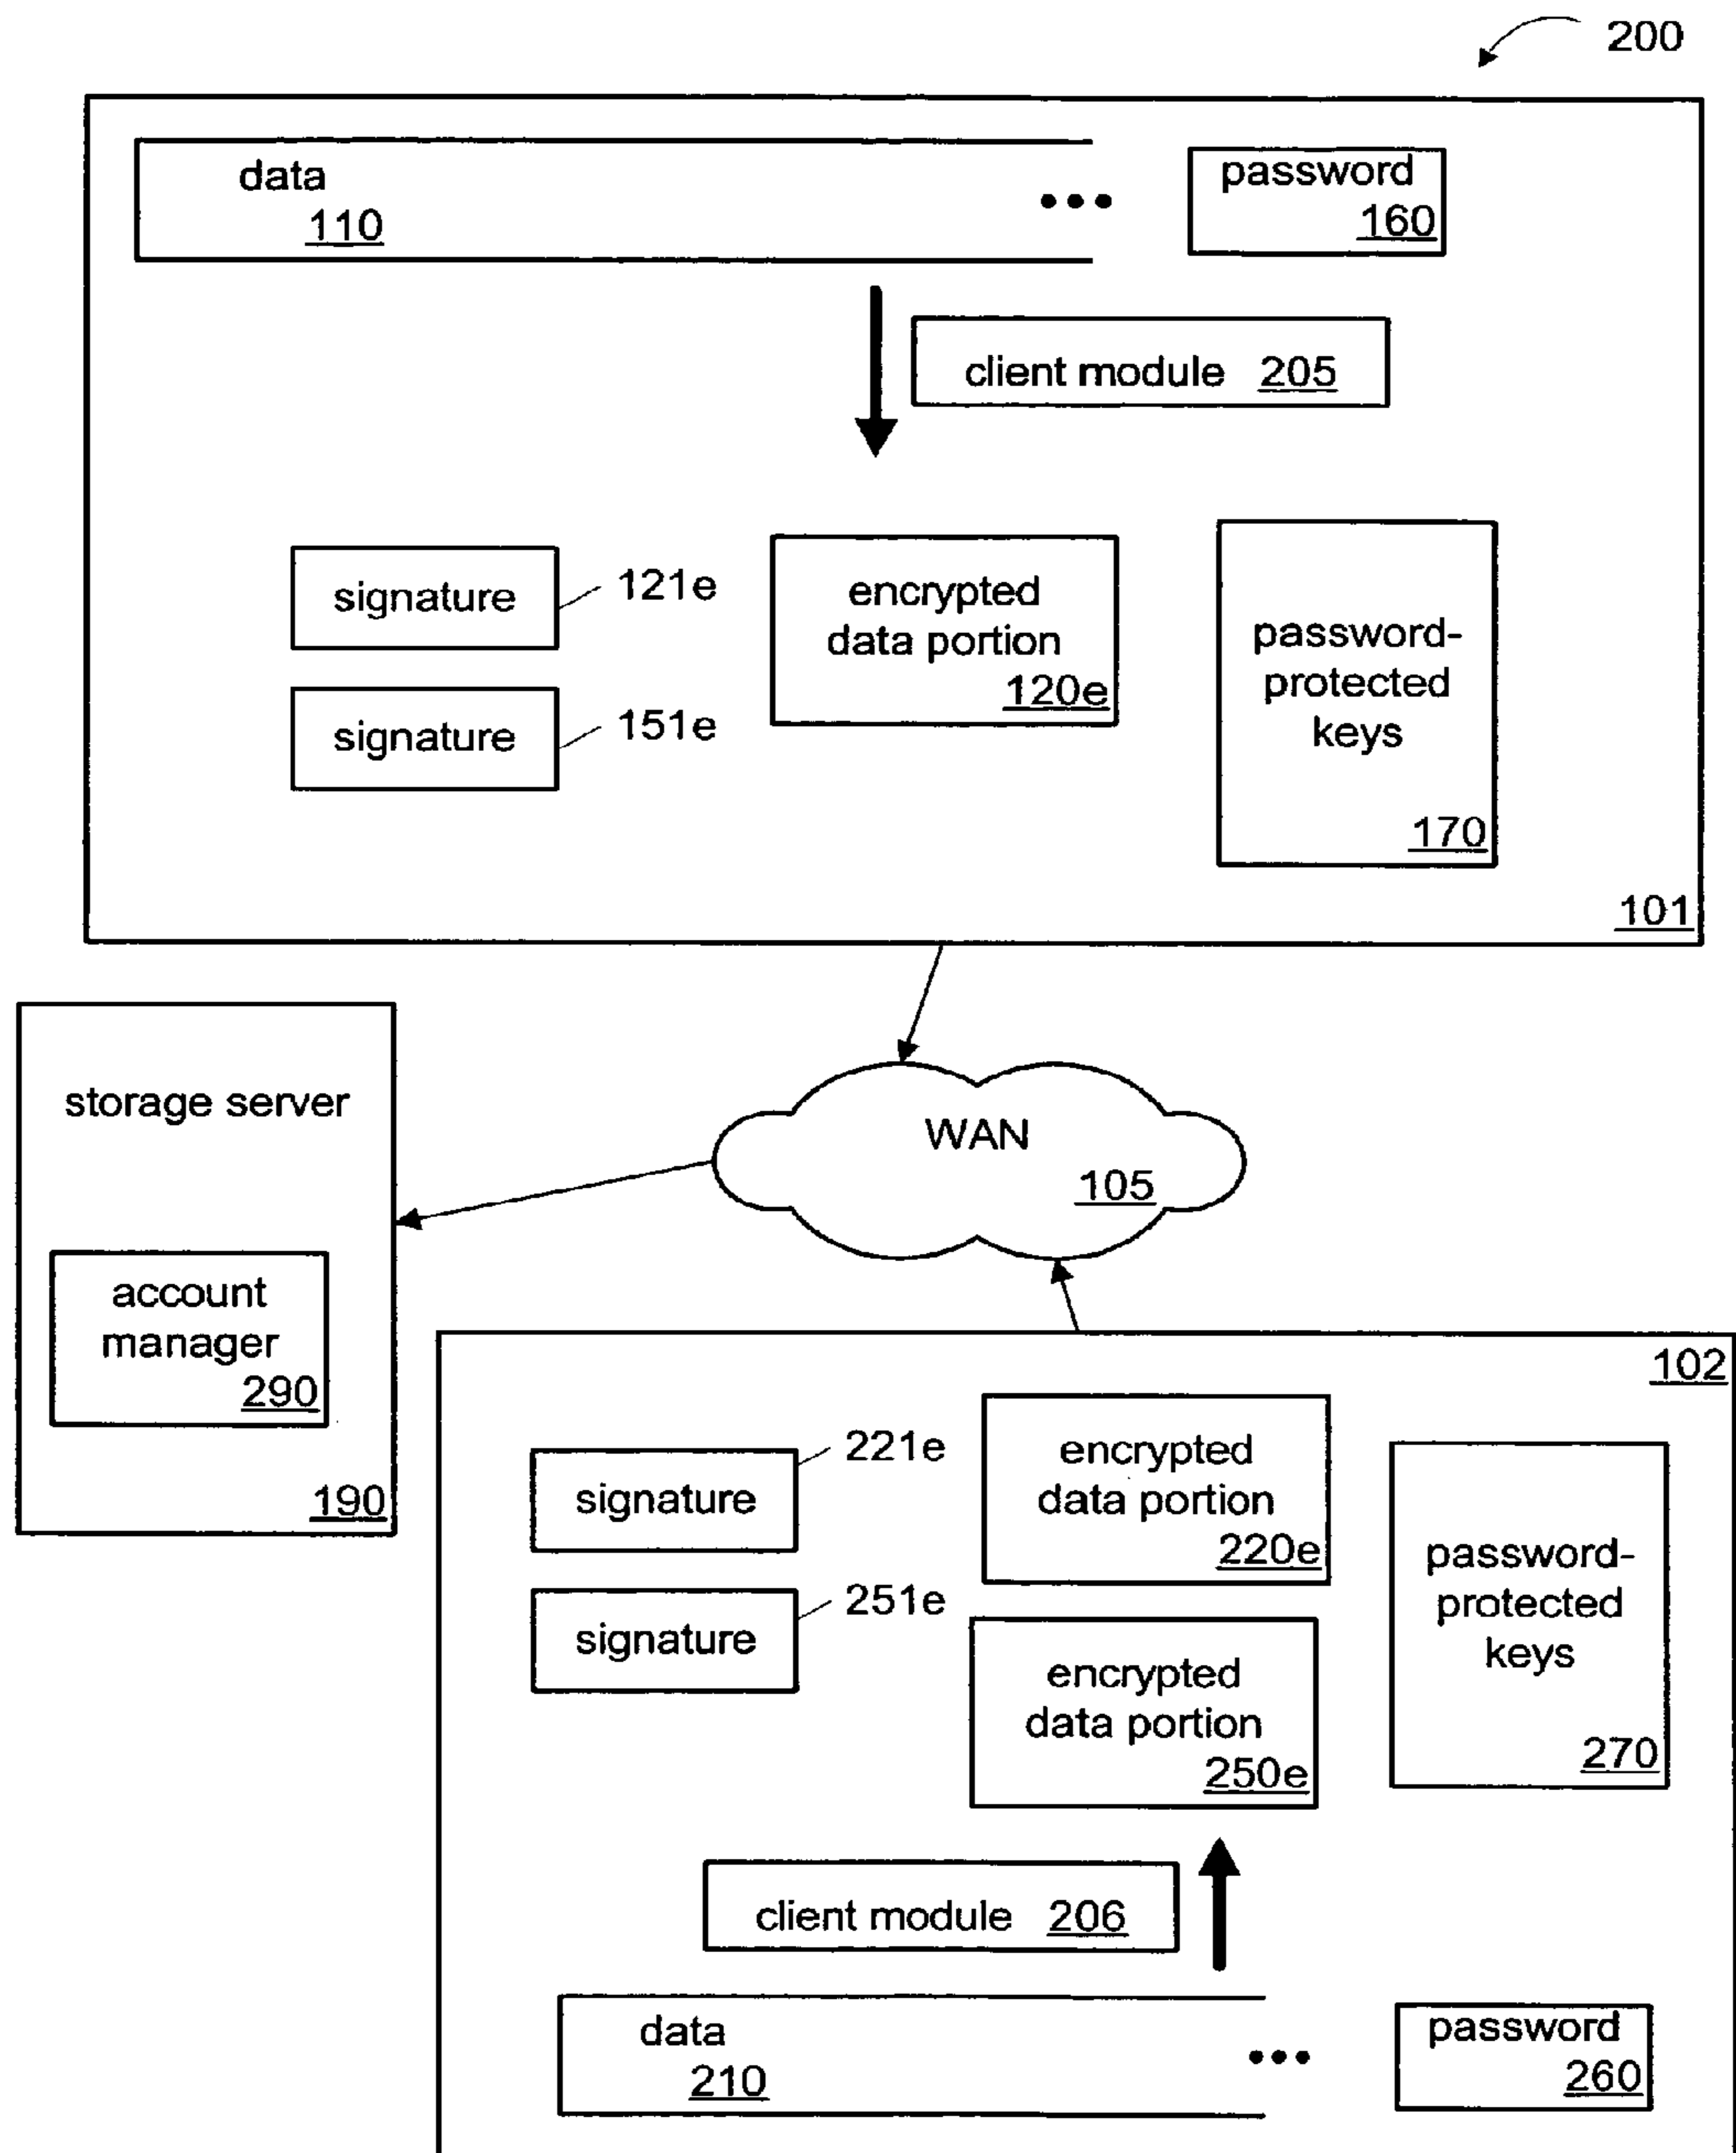 200
data
110
password
160
client module 205
signature
121e
encrypted
data portion
120e
signature
151e
password-
protected
keys
170
101
storage server
account
manager
290
190
WAN
105
102
signature
221e
encrypted
data portion
220e
signature
251e
encrypted
data portion
250e
password-
protected
keys
270
client module 206
data
210
password
260